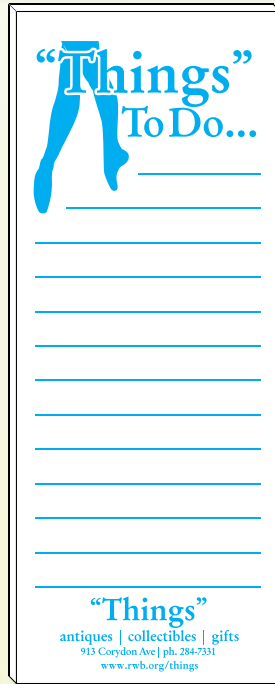 “Things”
To Do...
“Things”
antiques | collectibles | gifts
913 Corydon Ave | ph. 284-7331
www.rwb.org/things